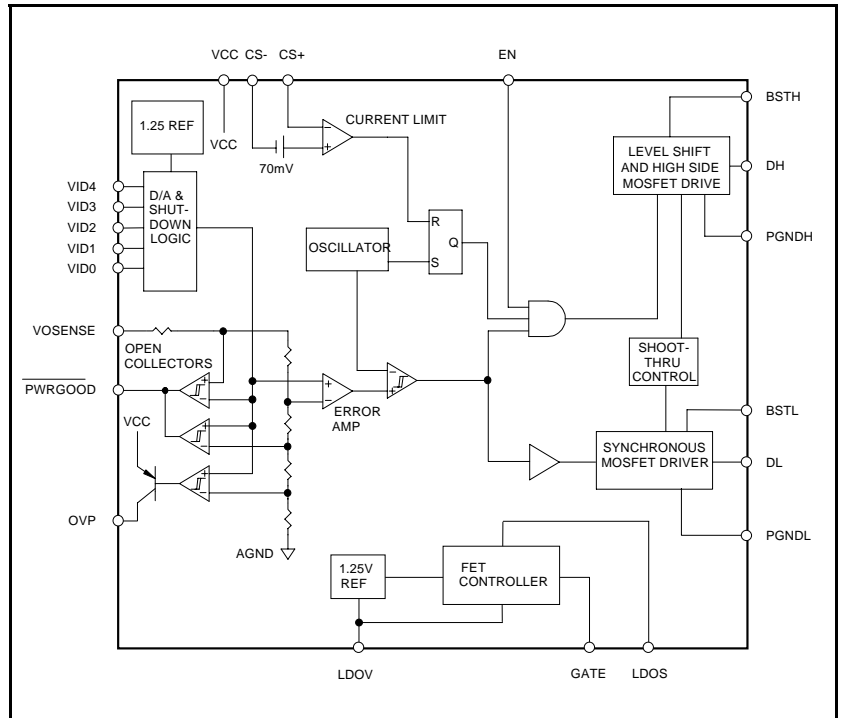 VCC CS- CS+ EN
BSTH
1.25 REF
VCC
CURRENT LIMIT
70mV
LEVEL SHIFT
AND HIGH SIDE
MOSFET DRIVE
DH
VID4
VID3
VID2
VID1
VID0
D/A &
SHUT-
DOWN
LOGIC
R
Q
S
OSCILLATOR
PGNDH
VOSENSE
OPEN
COLLECTORS
PWRGOOD
VCC
+
-
+
-
+
-
+
-
ERROR
AMP
-
+
SHOOT-
THRU
CONTROL
BSTL
SYNCHRONOUS
MOSFET DRIVER
DL
OVP
AGND
PGNDL
1.25V
REF
FET
CONTROLLER
LDOV GATE LDOS